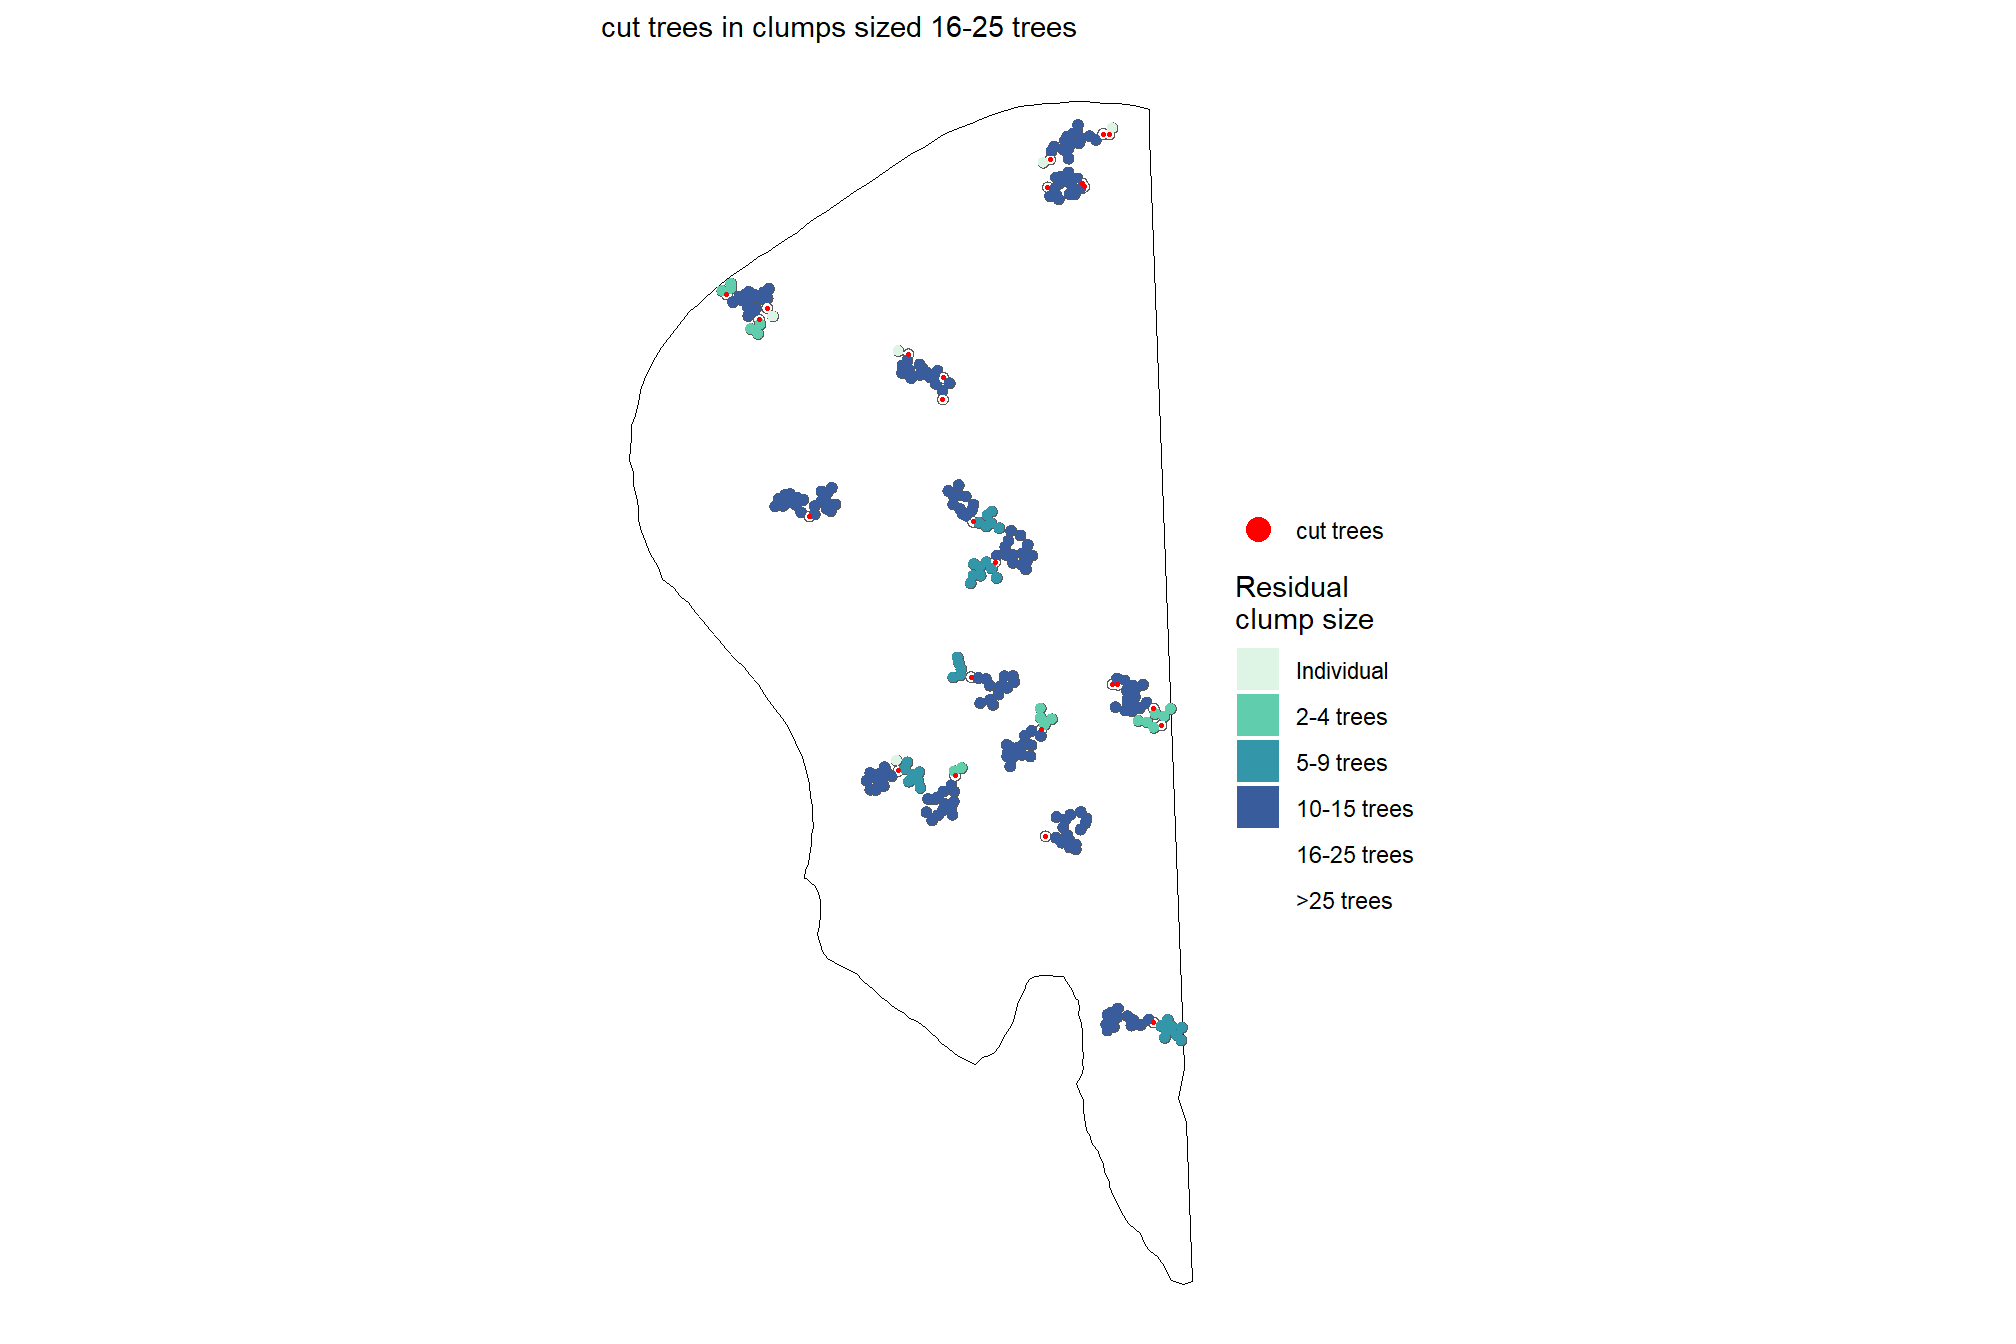 cut trees in clumps sized 16-25 trees
cut trees
Residual
clump size
Individual
2-4 trees
5-9 trees
10-15 trees
16-25 trees
>25 trees